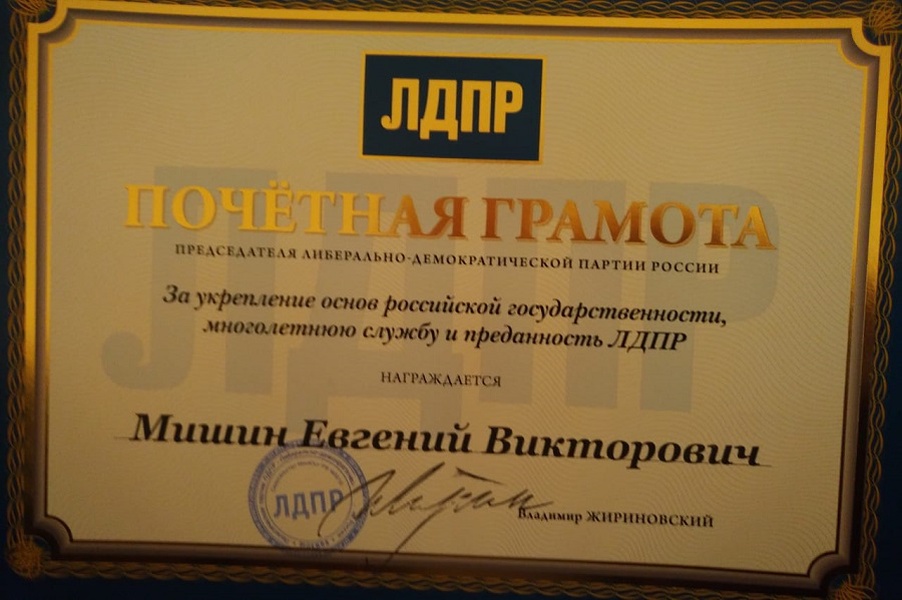 ЛДПР
ПОЧЁТНАЯ ГРАМОТА
ПРЕДСЕДАТЕЛЯ ЛИБЕРАЛЬНО-ДЕМОКРАТИЧЕСКОЙ ПАРТИИ РОССИИ
За укрепление основ российской государственности,
многолетнюю службу и преданность ЛДПР
НАГРАЖДАЕТСЯ
Мишин Евгений Викторович
ЛДПР
Владимир ЖИРИНОВСКИЙ